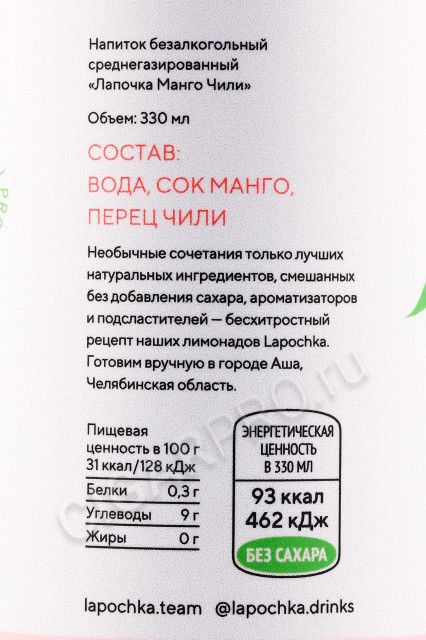 Напиток безалкогольный
среднегазированный
«Лапочка Манго Чили»
Объем: 330 мл
СОСТАВ:
ВОДА, СОК МАНГО,
ПЕРЕЦ ЧИЛИ
Необычные сочетания только лучших
натуральных ингредиентов, смешанных
без добавления сахара, ароматизаторов
и подсластителей — бесхитростный
рецепт наших лимонадов Lapochka.
Готовим вручную в городе Аша,
Челябинская область.
Пищевая
ценность в 100 г
31 ккал/128 кДж
Белки 0,3 г
Углеводы 9 г
Жиры 0 г
ЭНЕРГЕТИЧЕСКАЯ
ЦЕННОСТЬ
В 330 МЛ
93 ккал
462 кДж
БЕЗ САХАРА
lapochka.team @lapochka.drinks
cigarpro.ru